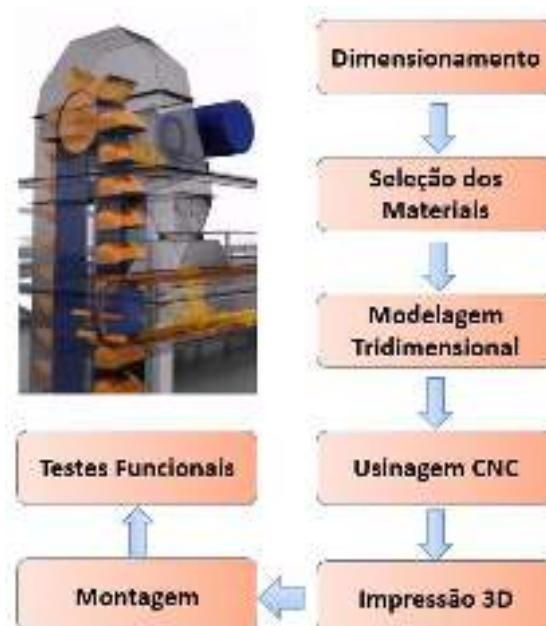 Dimensionamento
Seleção dos
Materiais
Modelagem
Tridimensional
Usinagem CNC
Impressão 3D
Montagem
Testes Funcionais